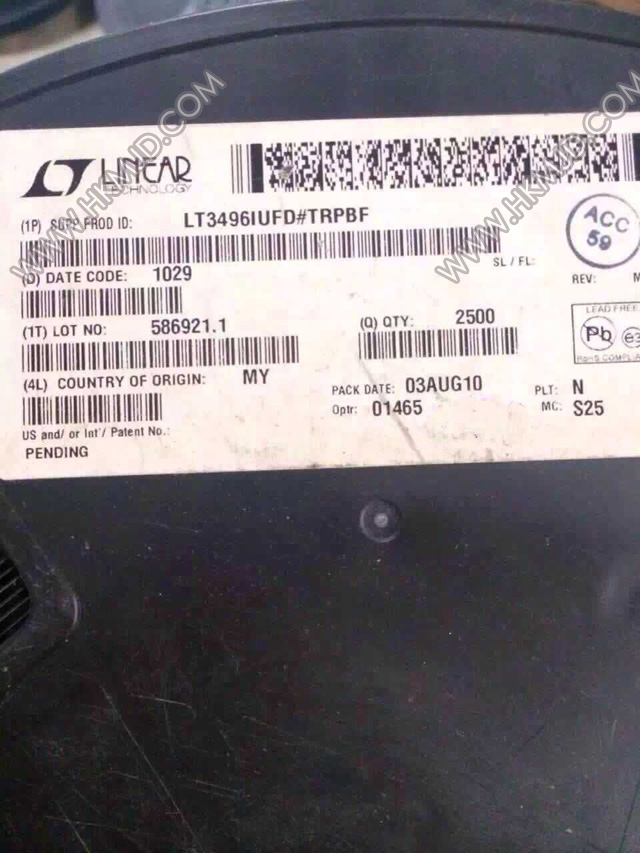 LINEAR
TECHNOLOGY
(1P) SUPP PROD ID: LT3496IUFD#TRPBF
SL / FL:
ACC
59
(D) DATE CODE: 1029
REV: M
(1T) LOT NO: 586921.1
(Q) QTY: 2500
LEAD FREE
Pb e3
RoHS COMPLIA
(4L) COUNTRY OF ORIGIN: MY
PACK DATE: 03AUG10 PLT: N
Optr: 01465 MC: S25
US and/ or Int'/ Patent No.:
PENDING
WWW.HKMJD.COM
WWW.HKMJD.COM